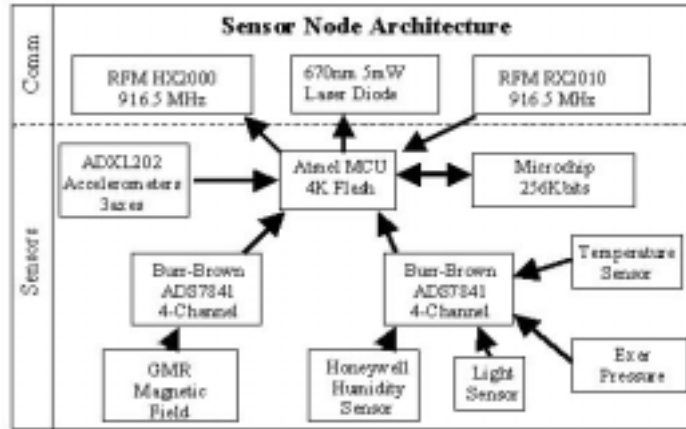 Sensor Node Architecture
Comm
RFM HX2000
916.5 MHz
670nm 5mW
Laser Diode
RFM RX2010
916.5 MHz
Sensors
ADXL202
Accelerometers
3axes
Atmel MCU
4K Flash
Microchip
256Kbits
Burr-Brown
ADS7841
4-Channel
Burr-Brown
ADS7841
4-Channel
Temperature
Sensor
GMR
Magnetic
Field
Honeywell
Humidity
Sensor
Light
Sensor
Exar
Pressure